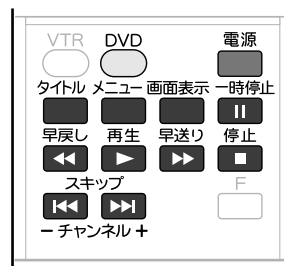 VTR DVD 電源
タイトル メニュー 画面表示 一時停止
早戻し 再生 早送り 停止
スキップ F
− チャンネル +